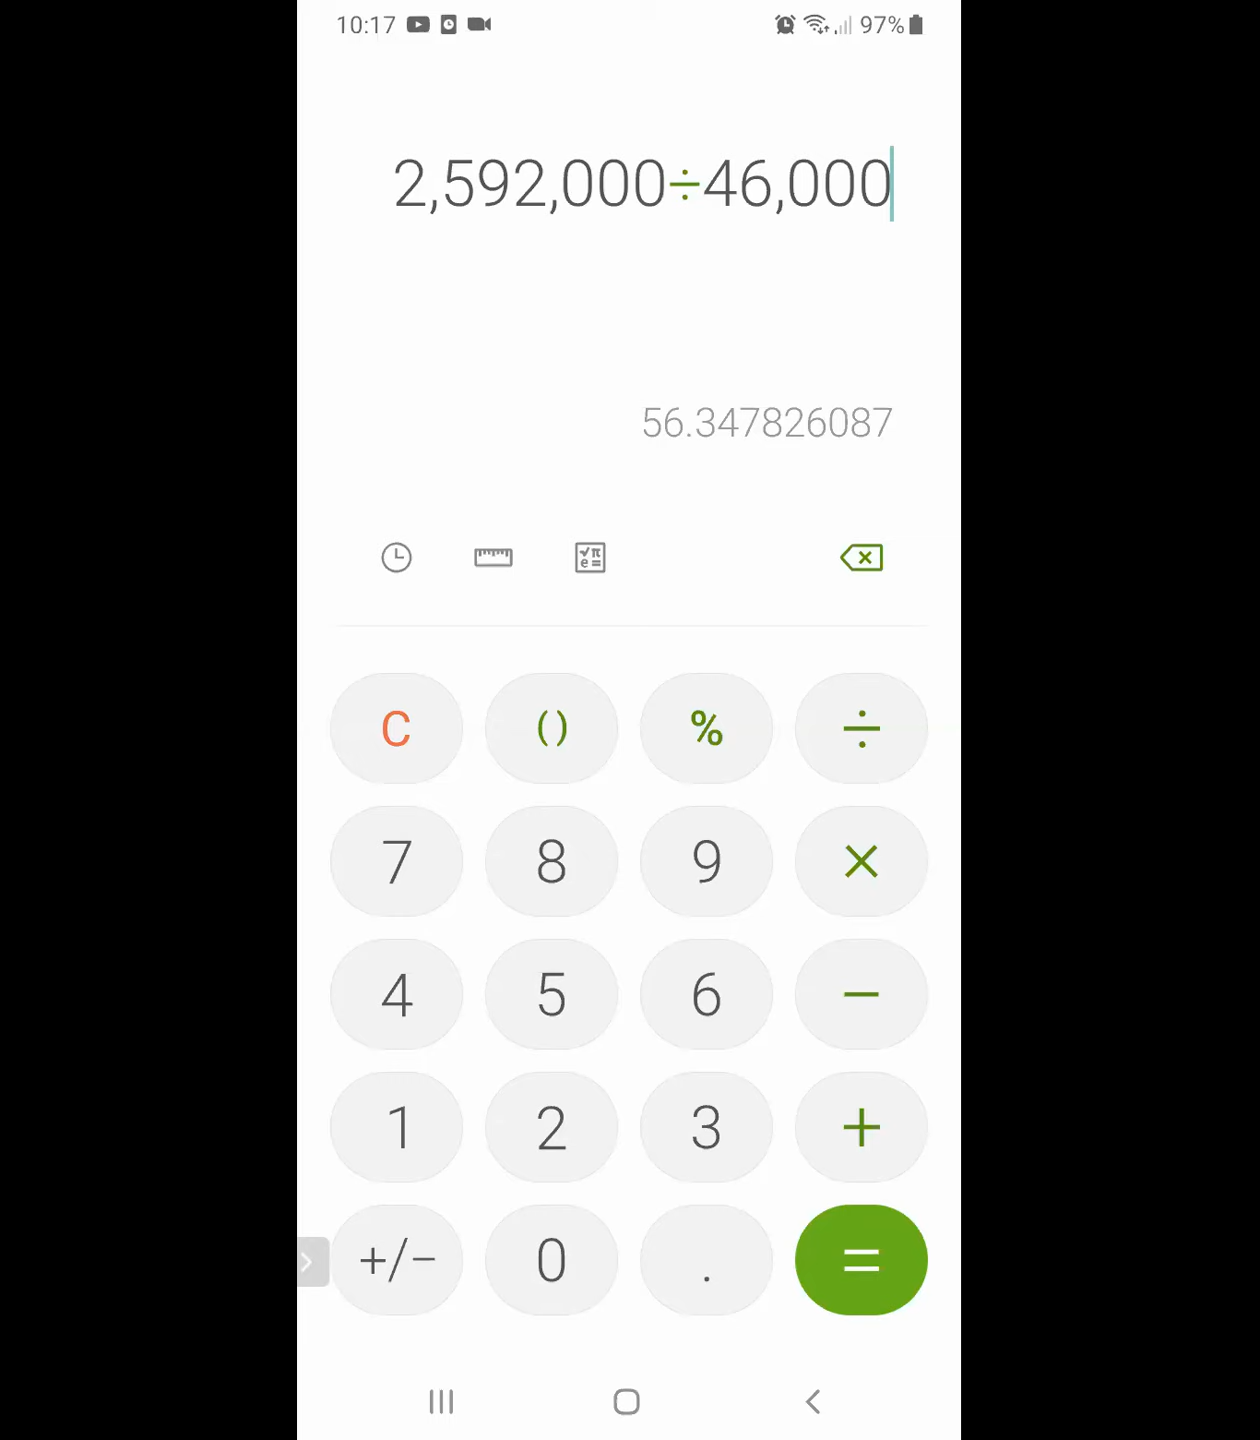 10:17 97%
2,592,000÷46,000
56.347826087
C () % ÷
7 8 9 ×
4 5 6 −
1 2 3 +
+/− 0 . =